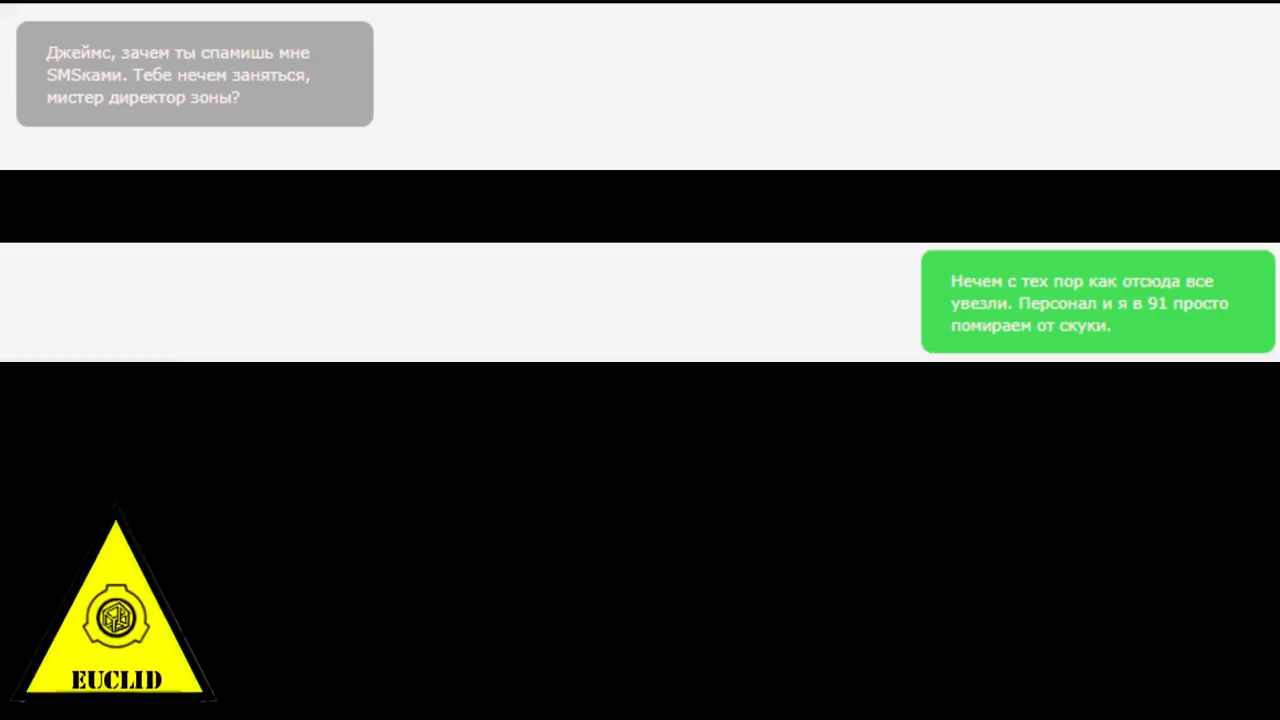 Джеймс, зачем ты спамишь мне
SMSками. Тебе нечем заняться,
мистер директор зоны?
Нечем с тех пор как отсюда все
увезли. Персонал и я в 91 просто
помираем от скуки.
EUCLID